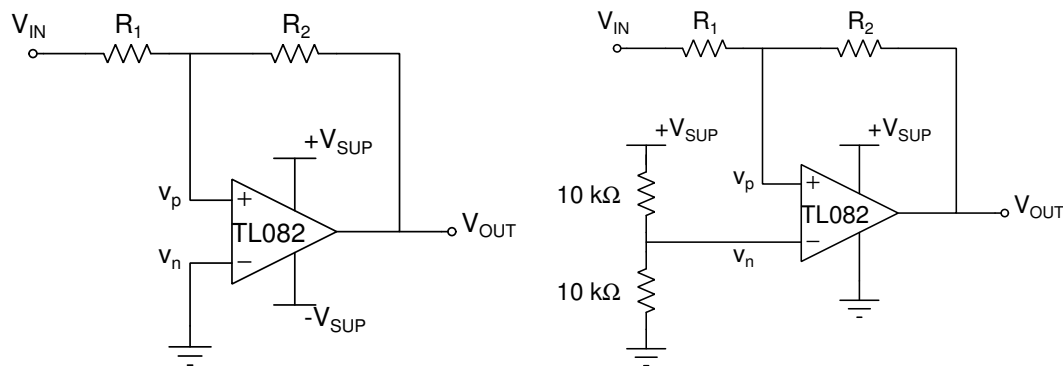 V_IN
R_1
R_2
+V_SUP
v_p
+
TL082
V_OUT
v_n
−
-V_SUP
V_IN
R_1
R_2
+V_SUP
+V_SUP
10 kΩ
v_p
+
TL082
V_OUT
v_n
−
10 kΩ